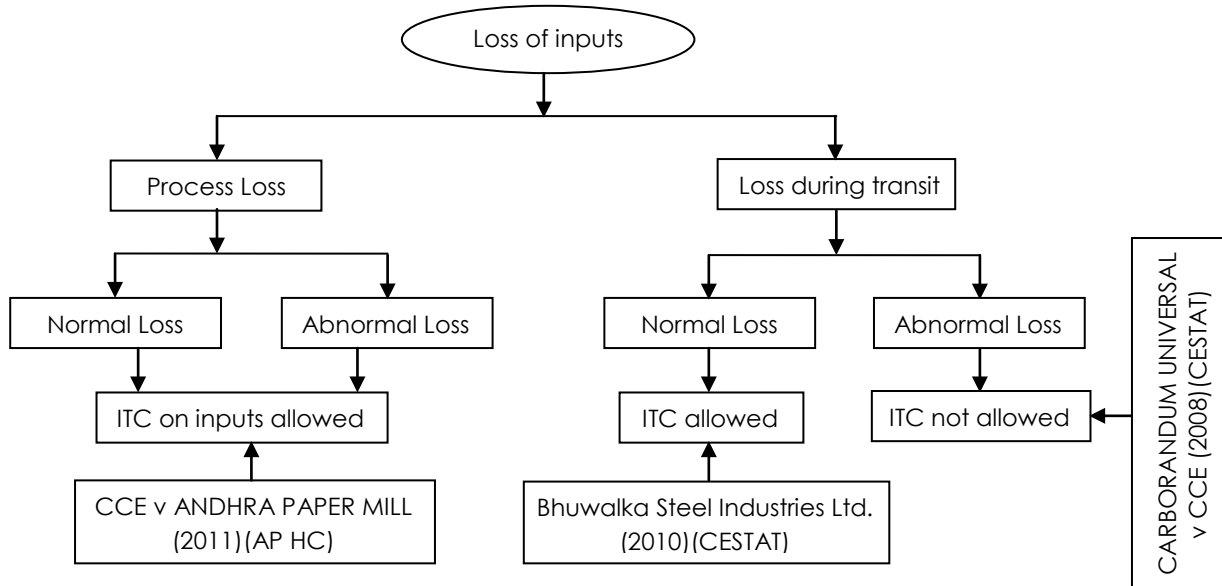 Loss of inputs
Process Loss
Loss during transit
Normal Loss
Abnormal Loss
Normal Loss
Abnormal Loss
ITC on inputs allowed
ITC allowed
ITC not allowed
CCE v ANDHRA PAPER MILL
(2011)(AP HC)
Bhuwalka Steel Industries Ltd.
(2010)(CESTAT)
CARBORANDUM UNIVERSAL
v CCE (2008)(CESTAT)